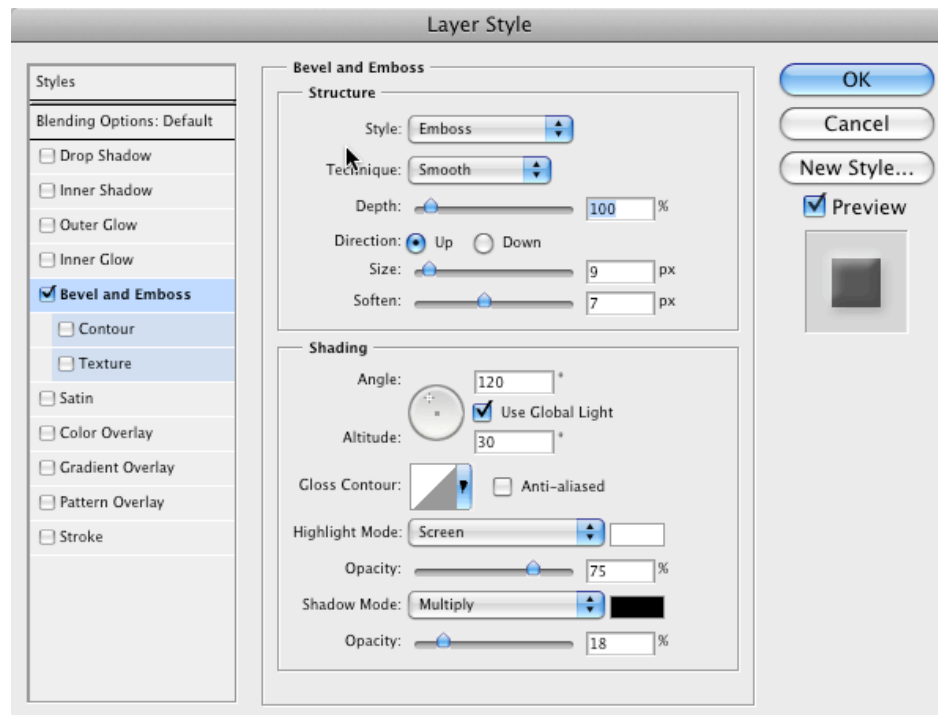 Layer Style
Styles
Blending Options: Default
Drop Shadow
Inner Shadow
Outer Glow
Inner Glow
Bevel and Emboss
Contour
Texture
Satin
Color Overlay
Gradient Overlay
Pattern Overlay
Stroke
Bevel and Emboss
Structure
Style: Emboss
Technique: Smooth
Depth: 100 %
Direction: Up Down
Size: 9 px
Soften: 7 px
Shading
Angle: 120 °
Use Global Light
Altitude: 30 °
Gloss Contour: Anti-aliased
Highlight Mode: Screen
Opacity: 75 %
Shadow Mode: Multiply
Opacity: 18 %
OK
Cancel
New Style...
Preview